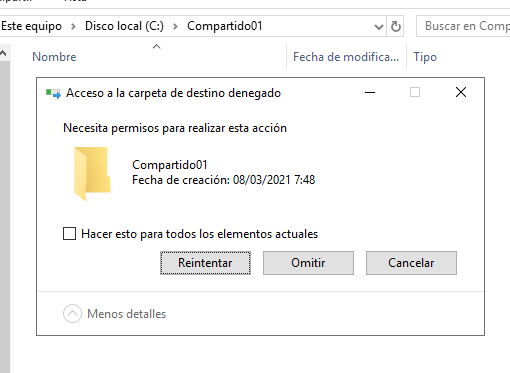 Este equipo > Disco local (C:) > Compartido01
Buscar en Comp
Nombre
Fecha de modifica...
Tipo
Acceso a la carpeta de destino denegado
Necesita permisos para realizar esta acción
Compartido01
Fecha de creación: 08/03/2021 7:48
Hacer esto para todos los elementos actuales
Reintentar
Omitir
Cancelar
Menos detalles